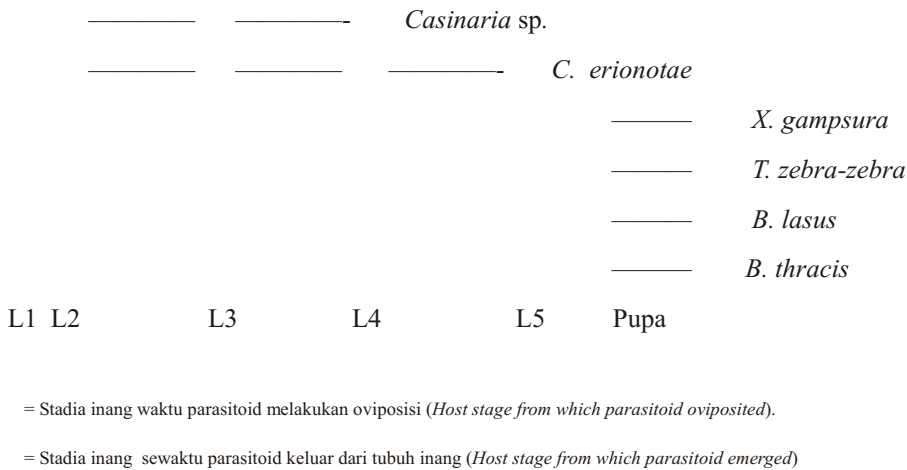 Casinaria sp.
C. erionotae
X. gampsura
T. zebra-zebra
B. lasus
B. thracis
L1 L2 L3 L4 L5 Pupa
= Stadia inang waktu parasitoid melakukan oviposisi (Host stage from which parasitoid oviposited).
= Stadia inang sewaktu parasitoid keluar dari tubuh inang (Host stage from which parasitoid emerged)